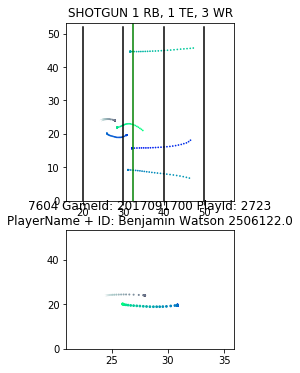 SHOTGUN 1 RB, 1 TE, 3 WR
50
40
30
20
10
0
20 30 40 50
7604 GameId: 2017091700 PlayId: 2723
PlayerName + ID: Benjamin Watson 2506122.0
40
20
0
25 30 35